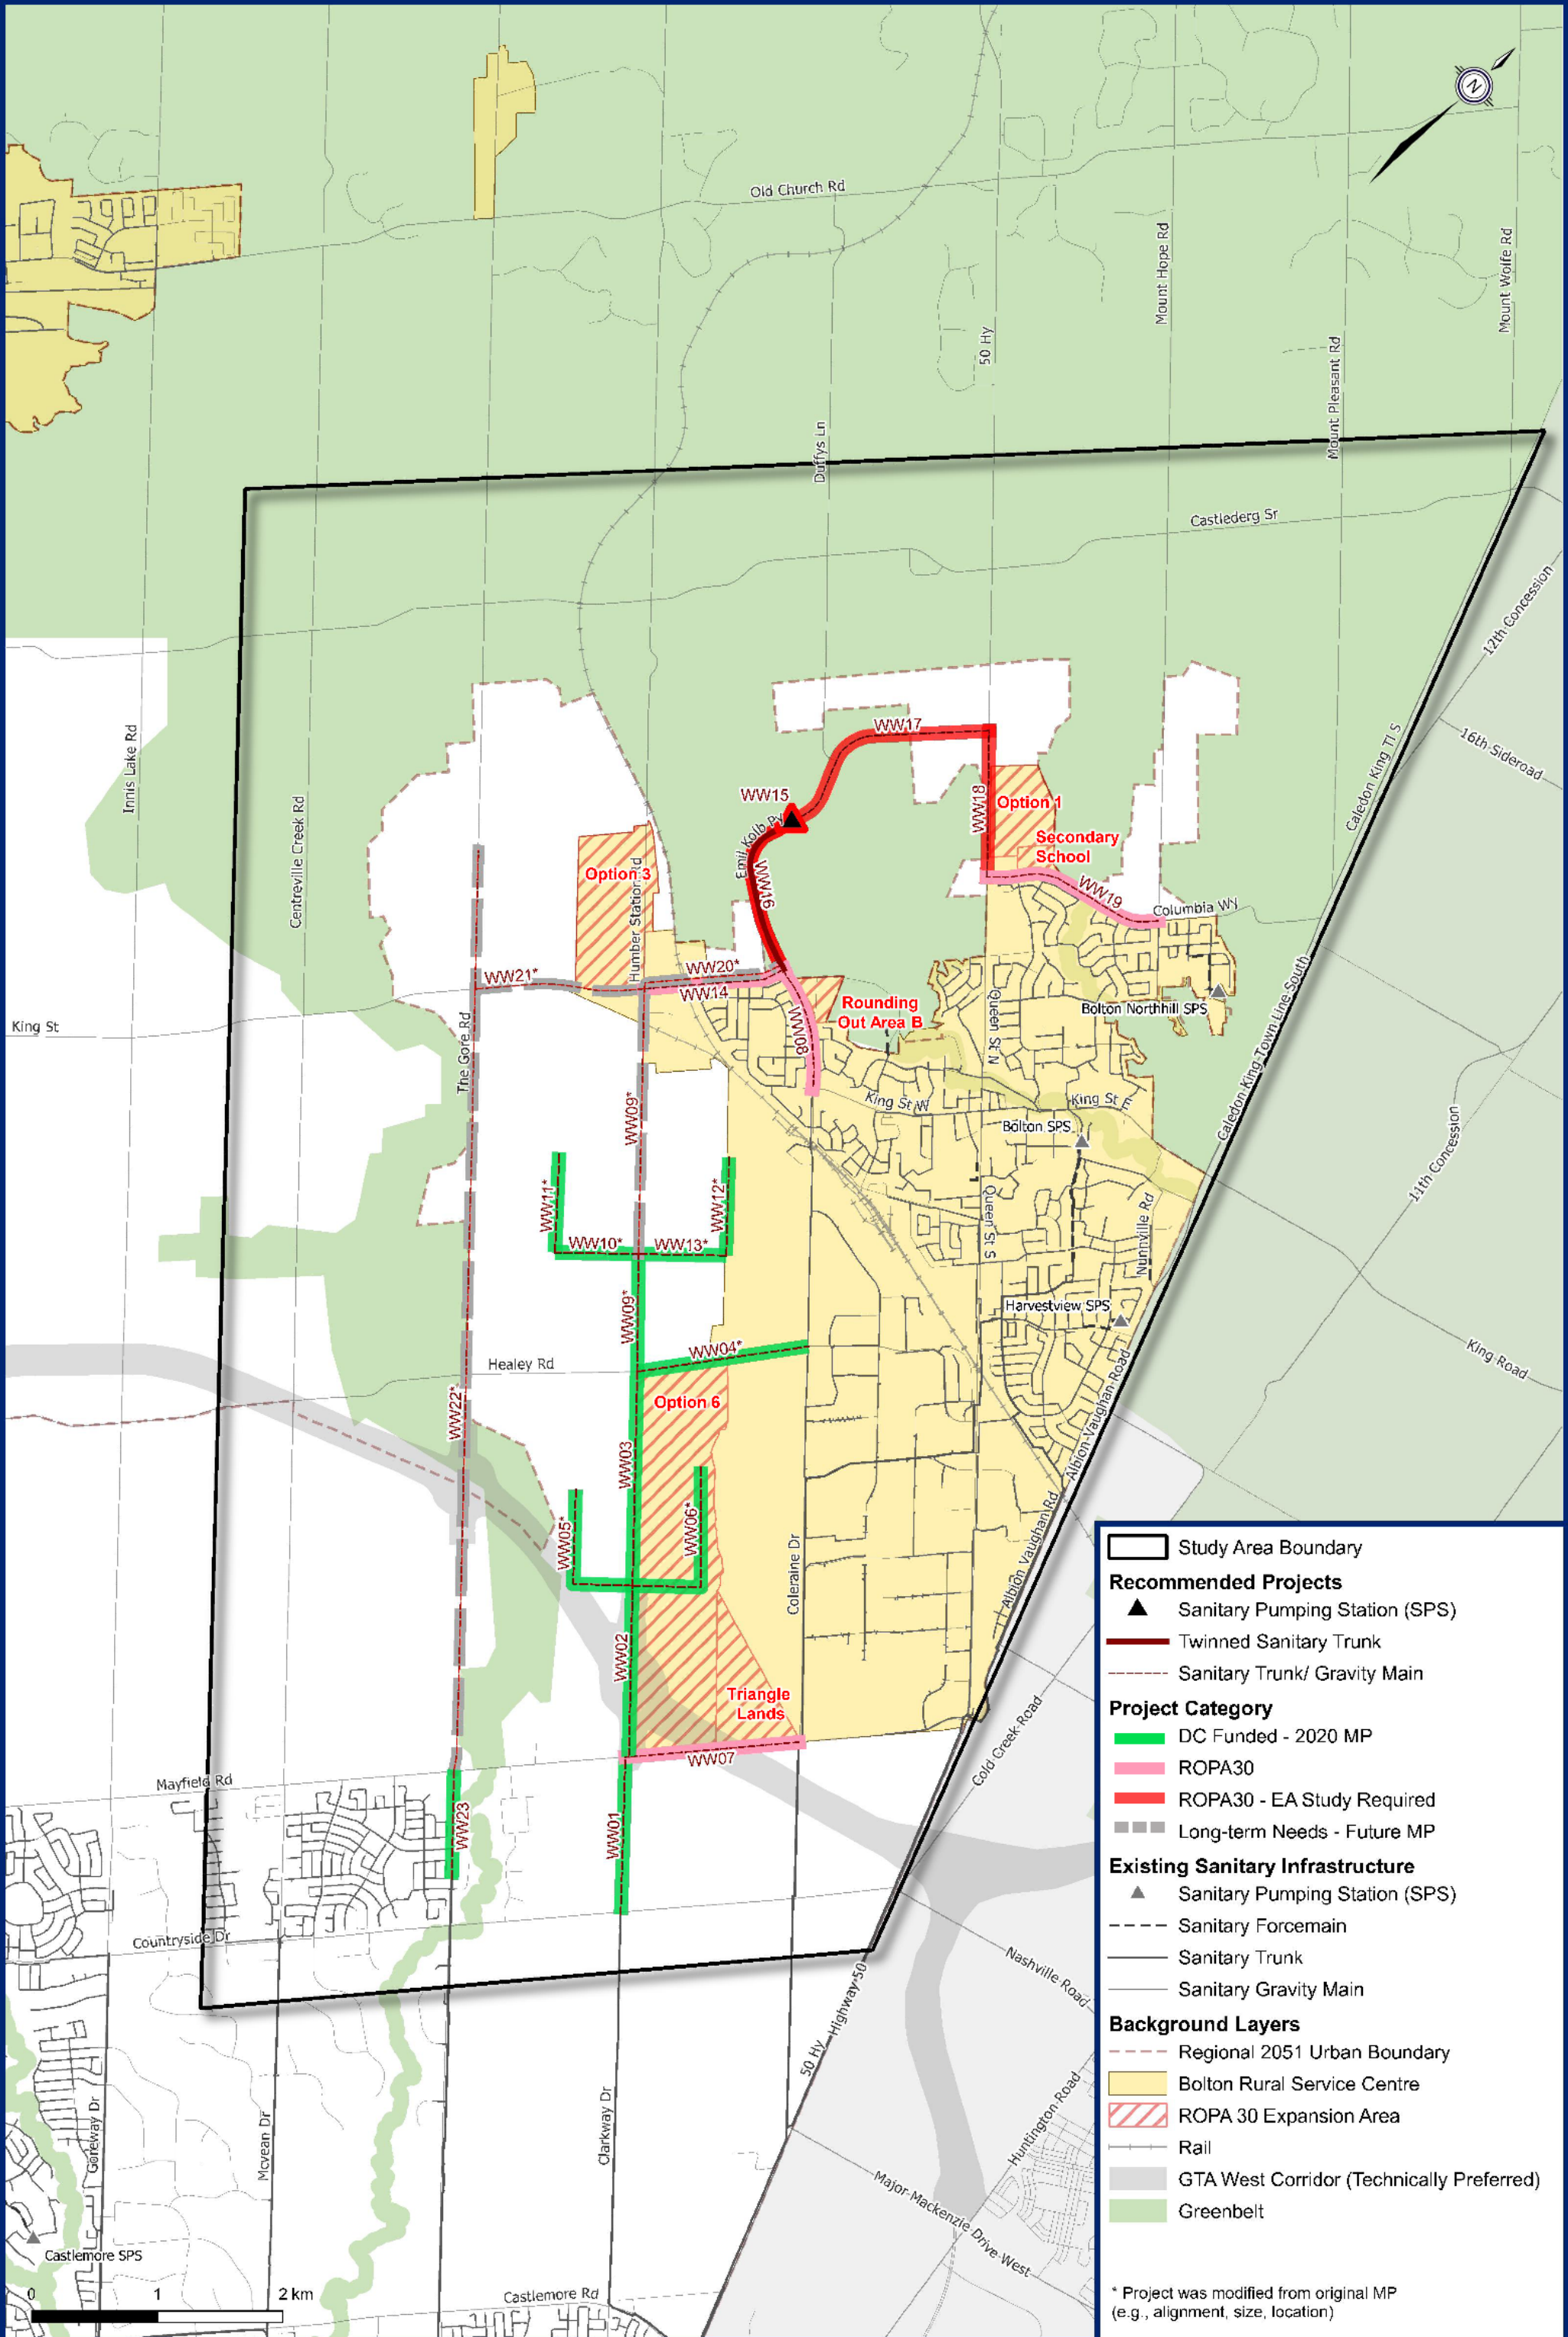 N
Old Church Rd
Mount Hope Rd
Mount Wolfe Rd
50 Hy
Mount Pleasant Rd
Duffys Ln
Castlederg Sr
12th Concession
16th Sideroad
Caledon King Tl S
Innis Lake Rd
Centreville Creek Rd
WW17
WW15
Emil Kolb Py
WW18
Option 1
Secondary
School
WW16
Option 3
Humber Station Rd
WW19
Columbia Wy
WW21*
WW20*
WW14
Rounding
Out Area B
Bolton Northhill SPS
Queen St N
King St
The Gore Rd
WW08
Caledon King Town Line South
King St W
King St E
WW09*
Bolton SPS
11th Concession
WW11*
WW12*
WW10*
WW13*
Queen St S
Nunnville Rd
WW09*
Harvestview SPS
WW04*
Healey Rd
King Road
WW22*
Option 6
Albion-Vaughan-Road
WW03
WW05*
WW06*
Coleraine Dr
Albion Vaughan Rd
WW02
Triangle
Lands
WW07
Cold Creek Road
Mayfield Rd
WW23
WW01
Countryside Dr
Nashville Road
50 Hy
Highway 50
Huntington Road
Goreway Dr
Mcvean Dr
Clarkway Dr
Major Mackenzie Drive West
Castlemore SPS
Castlemore Rd
0 1 2 km
Study Area Boundary
Recommended Projects
Sanitary Pumping Station (SPS)
Twinned Sanitary Trunk
Sanitary Trunk/ Gravity Main
Project Category
DC Funded - 2020 MP
ROPA30
ROPA30 - EA Study Required
Long-term Needs - Future MP
Existing Sanitary Infrastructure
Sanitary Pumping Station (SPS)
Sanitary Forcemain
Sanitary Trunk
Sanitary Gravity Main
Background Layers
Regional 2051 Urban Boundary
Bolton Rural Service Centre
ROPA 30 Expansion Area
Rail
GTA West Corridor (Technically Preferred)
Greenbelt
* Project was modified from original MP
(e.g., alignment, size, location)